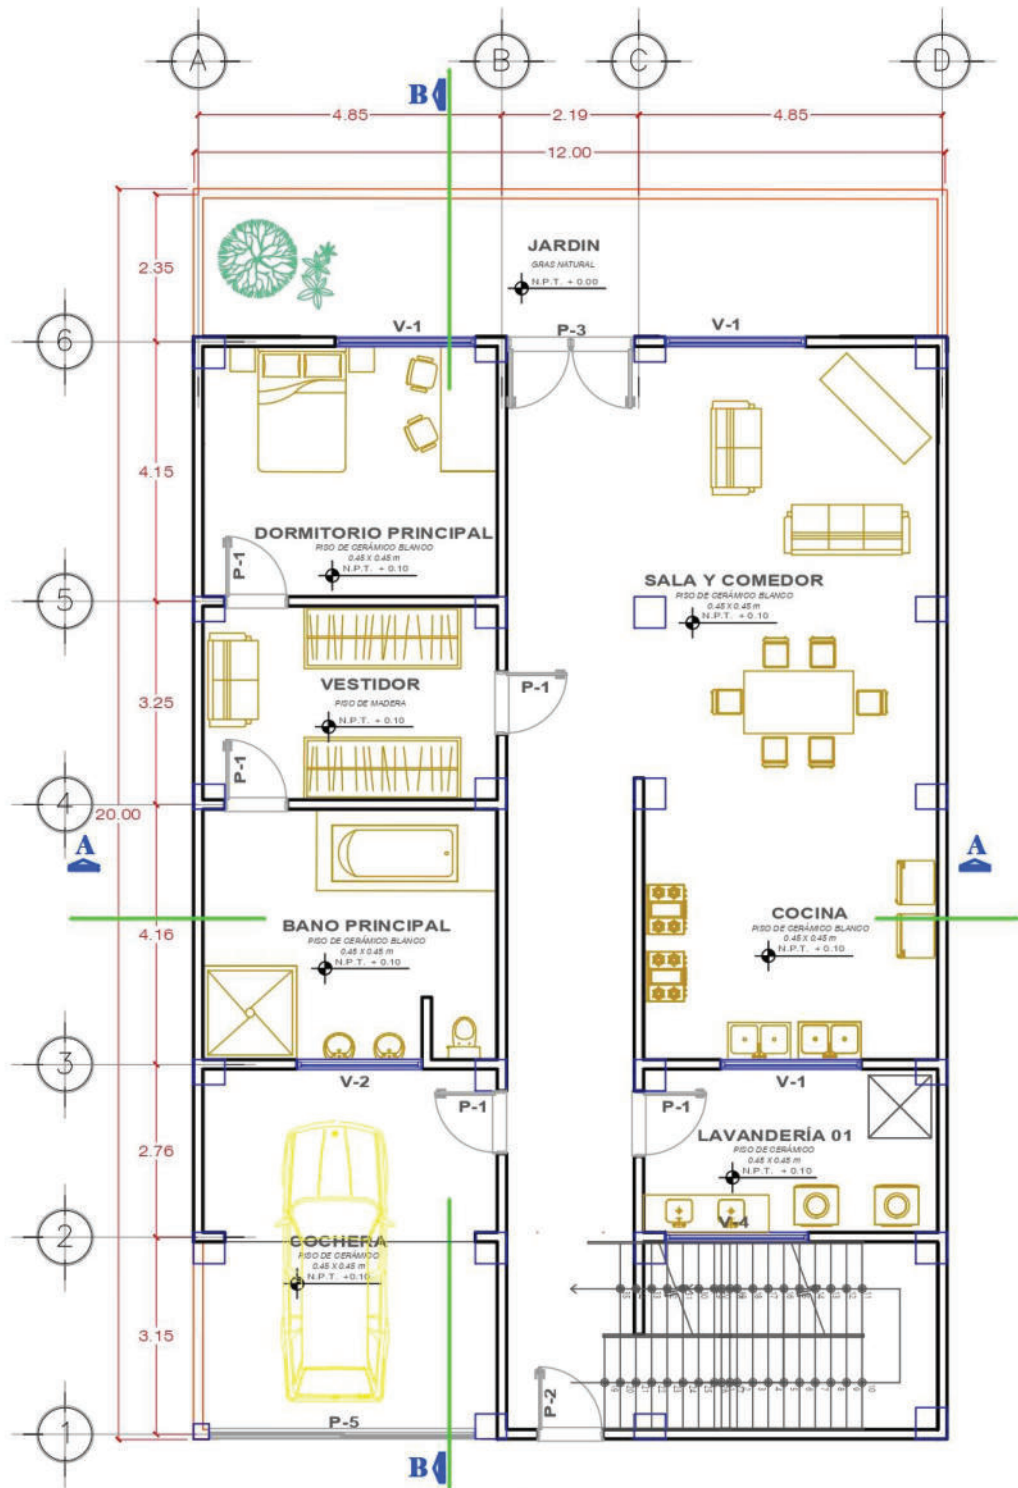 A
B
C
D
B
4.85
2.19
4.85
12.00
2.35
JARDIN
GRAS NATURAL
N.P.T. + 0.00
6
V-1
P-3
V-1
4.15
DORMITORIO PRINCIPAL
PISO DE CERÁMICO BLANCO
0.45 X 0.45 m
N.P.T. + 0.10
P-1
SALA Y COMEDOR
PISO DE CERÁMICO BLANCO
0.45 X 0.45 m
N.P.T. + 0.10
5
VESTIDOR
PISO DE MADERA
N.P.T. + 0.10
P-1
3.25
P-1
4
20.00
A
A
BANO PRINCIPAL
PISO DE CERÁMICO BLANCO
0.45 X 0.45 m
N.P.T. + 0.10
COCINA
PISO DE CERÁMICO BLANCO
0.45 X 0.45 m
N.P.T. + 0.10
4.16
3
V-2
V-1
P-1
P-1
LAVANDERÍA 01
PISO DE CERÁMICO
0.45 X 0.45 m
N.P.T. + 0.10
2.76
V-4
2
COCHERA
PISO DE CERÁMICO
0.45 X 0.45 m
N.P.T. +0.10
3.15
P-2
P-5
1
B